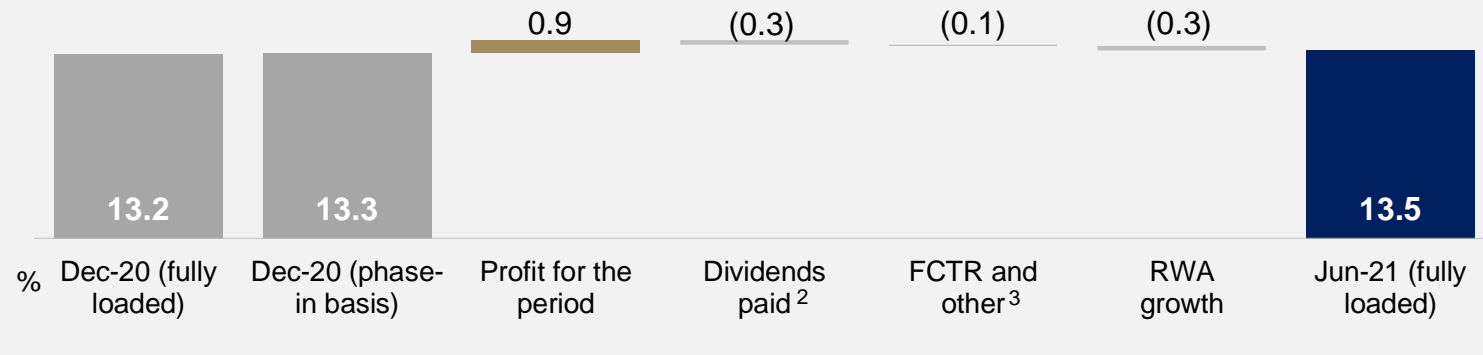 0.9
(0.3)
(0.1)
(0.3)
13.2
13.3
13.5
%
Dec-20 (fully
loaded)
Dec-20 (phase-
in basis)
Profit for the
period
Dividends
paid 2
FCTR and
other 3
RWA
growth
Jun-21 (fully
loaded)